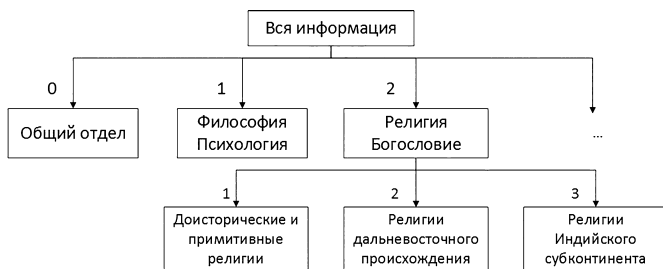 Вся информация
0
1
2
Общий отдел
Философия
Психология
Религия
Богословие
...
1
2
3
Доисторические и
примитивные
религии
Религии
дальневосточного
происхождения
Религии
Индийского
субконтинента